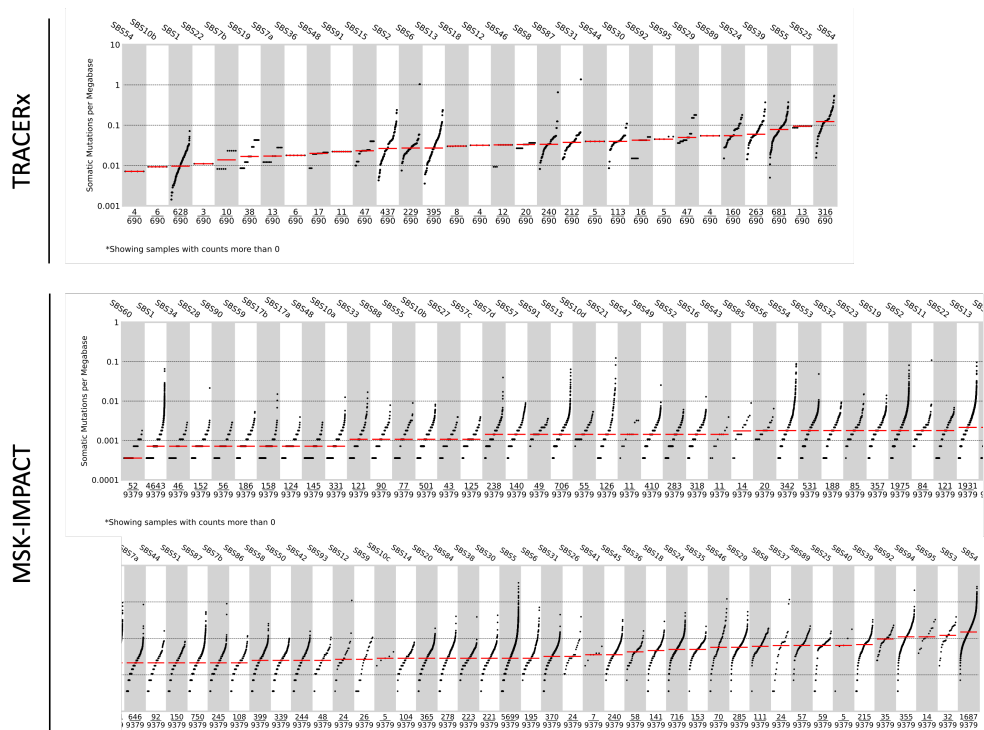 TRACERx
SBS54 SBS10b SBS1 SBS22 SBS7b SBS19 SBS7a SBS36 SBS48 SBS91 SBS15 SBS2 SBS6 SBS13 SBS18 SBS12 SBS46 SBS8 SBS87 SBS31 SBS44 SBS30 SBS92 SBS95 SBS29 SBS89 SBS24 SBS39 SBS5 SBS25 SBS4
Somatic Mutations per Megabase
10
1
0.1
0.01
0.001
4 6 628 3 10 38 13 6 17 11 47 437 229 395 8 4 12 20 240 212 5 113 16 5 47 4 160 263 681 13 316
690 690 690 690 690 690 690 690 690 690 690 690 690 690 690 690 690 690 690 690 690 690 690 690 690 690 690 690 690 690 690
*Showing samples with counts more than 0
MSK-IMPACT
SBS60 SBS1 SBS34 SBS28 SBS90 SBS59 SBS17b SBS17a SBS48 SBS10a SBS33 SBS88 SBS55 SBS10b SBS27 SBS7c SBS7d SBS57 SBS91 SBS15 SBS10d SBS21 SBS47 SBS49 SBS52 SBS16 SBS43 SBS85 SBS56 SBS54 SBS53 SBS32 SBS23 SBS19 SBS2 SBS11 SBS22 SBS13
Somatic Mutations per Megabase
1
0.1
0.01
0.001
0.0001
52 4643 46 152 56 186 158 124 145 331 121 90 77 501 43 125 238 140 49 706 55 126 11 410 283 318 11 14 20 342 531 188 85 357 1975 84 121 1931
9379 9379 9379 9379 9379 9379 9379 9379 9379 9379 9379 9379 9379 9379 9379 9379 9379 9379 9379 9379 9379 9379 9379 9379 9379 9379 9379 9379 9379 9379 9379 9379 9379 9379 9379 9379 9379 9379
*Showing samples with counts more than 0
SBS7a SBS44 SBS51 SBS87 SBS7b SBS86 SBS58 SBS50 SBS42 SBS93 SBS12 SBS9 SBS10c SBS14 SBS20 SBS84 SBS38 SBS30 SBS5 SBS6 SBS31 SBS26 SBS41 SBS45 SBS36 SBS18 SBS24 SBS35 SBS46 SBS29 SBS8 SBS37 SBS89 SBS25 SBS40 SBS39 SBS92 SBS94 SBS95 SBS3 SBS4
646 92 150 750 245 108 399 339 244 48 24 26 5 104 365 278 223 221 5699 195 370 24 7 240 58 141 716 153 70 285 111 24 57 59 5 215 35 355 14 32 1687
9379 9379 9379 9379 9379 9379 9379 9379 9379 9379 9379 9379 9379 9379 9379 9379 9379 9379 9379 9379 9379 9379 9379 9379 9379 9379 9379 9379 9379 9379 9379 9379 9379 9379 9379 9379 9379 9379 9379 9379 9379